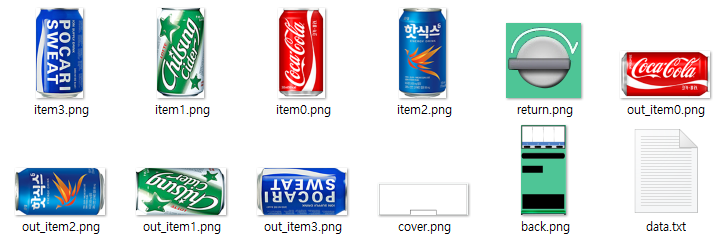 POCARI
SWEAT
Chilsung
Cider
Coca-Cola
핫식스
item3.png
item1.png
item0.png
item2.png
return.png
Coca-Cola
out_item0.png
핫식스
Chilsung
Cider
POCARI
SWEAT
out_item2.png
out_item1.png
out_item3.png
cover.png
back.png
data.txt